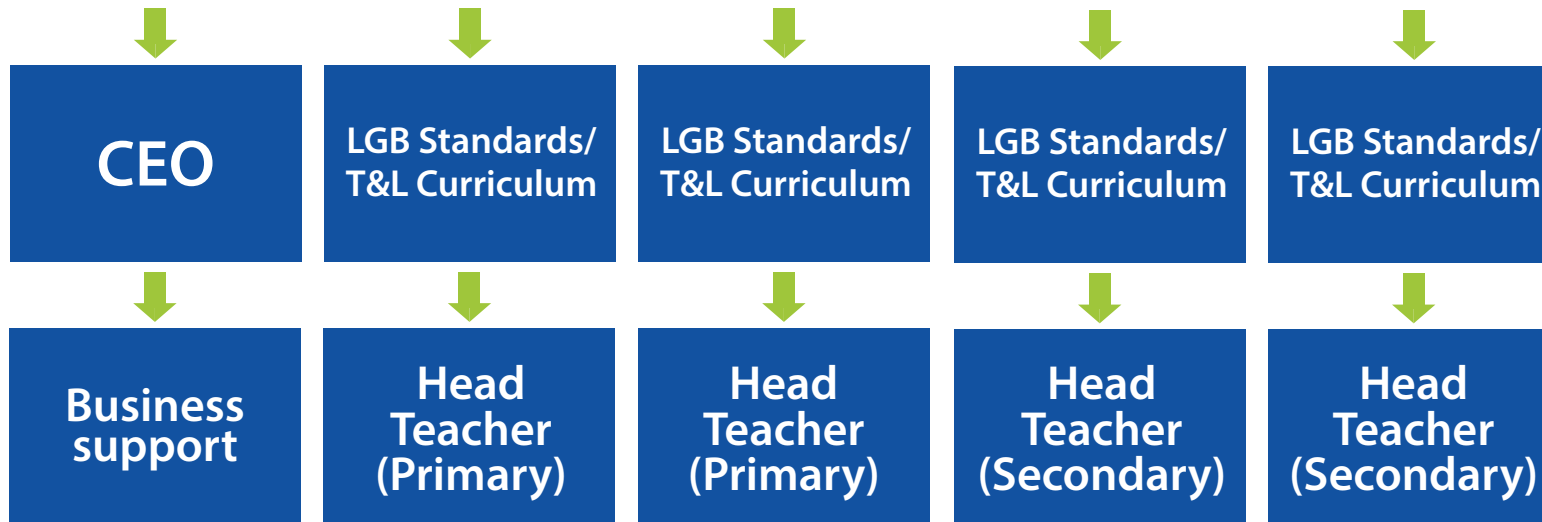 CEO
LGB Standards/
T&L Curriculum
LGB Standards/
T&L Curriculum
LGB Standards/
T&L Curriculum
LGB Standards/
T&L Curriculum
Business
support
Head
Teacher
(Primary)
Head
Teacher
(Primary)
Head
Teacher
(Secondary)
Head
Teacher
(Secondary)